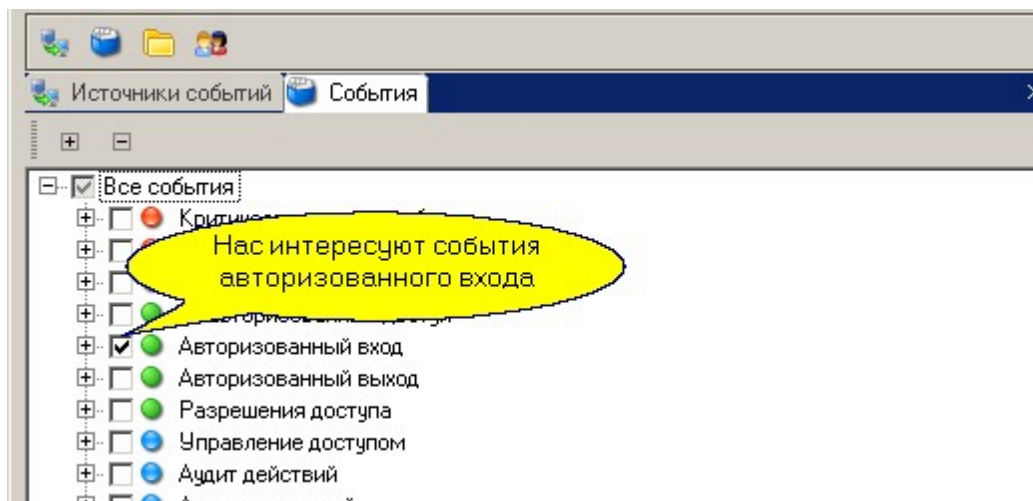 Источники событий
События
Все события
Нас интересуют события
авторизованного входа
Авторизованный вход
Авторизованный выход
Разрешения доступа
Управление доступом
Аудит действий